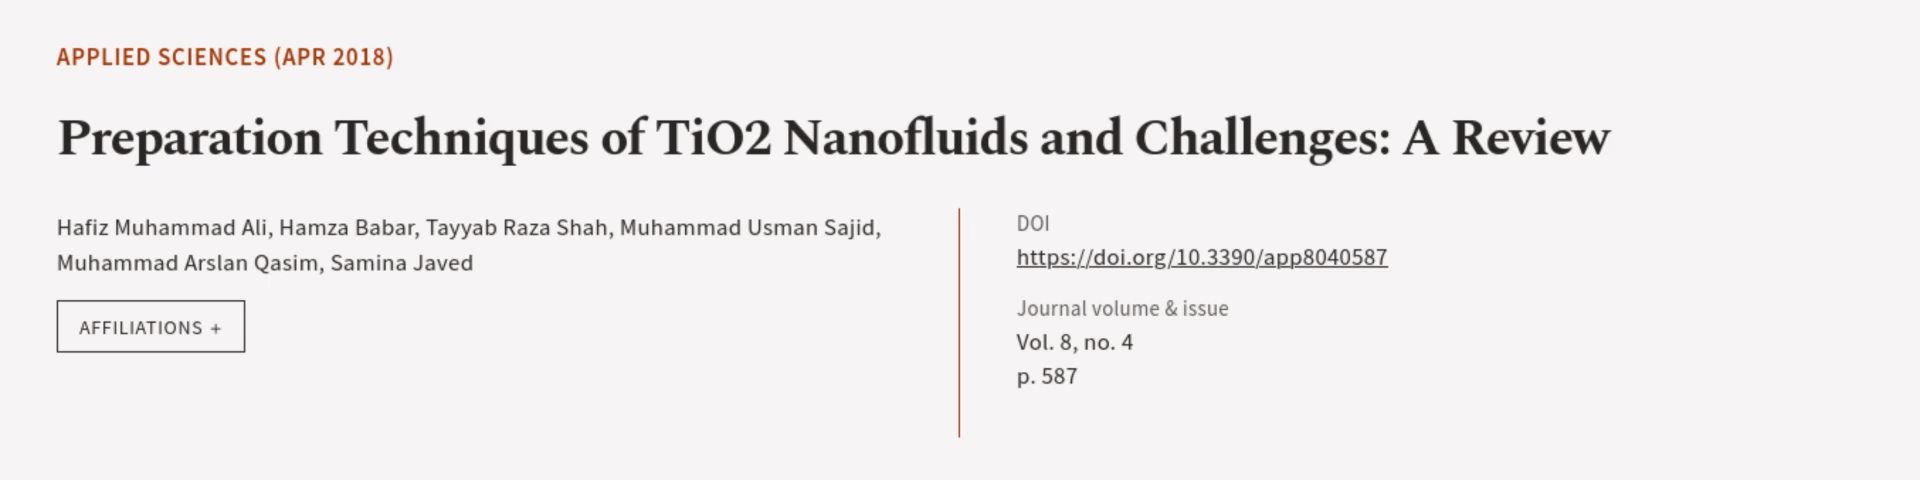 APPLIED SCIENCES (APR 2018)
Preparation Techniques of TiO2 Nanofluids and Challenges: A Review
Hafiz Muhammad Ali, Hamza Babar, Tayyab Raza Shah, Muhammad Usman Sajid,
Muhammad Arslan Qasim, Samina Javed
AFFILIATIONS +
DOI
https://doi.org/10.3390/app8040587
Journal volume & issue
Vol. 8, no. 4
p. 587